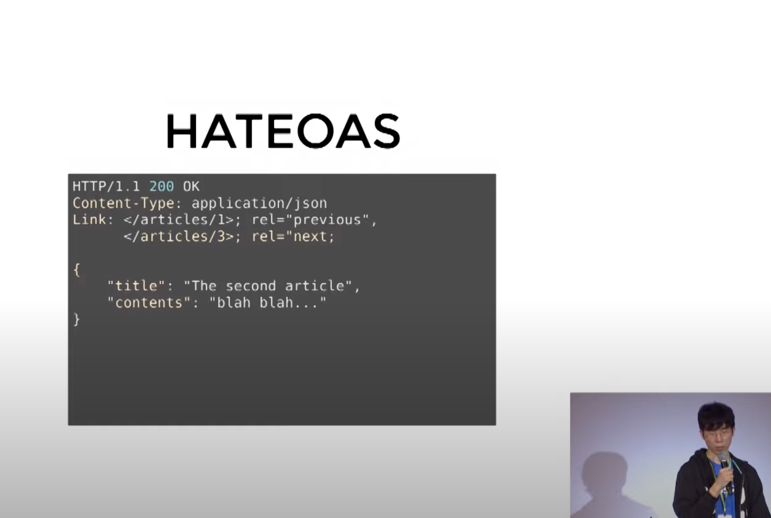 HATEOAS
HTTP/1.1 200 OK
Content-Type: application/json
Link: </articles/1>; rel="previous",
</articles/3>; rel="next;
{
"title": "The second article",
"contents": "blah blah..."
}